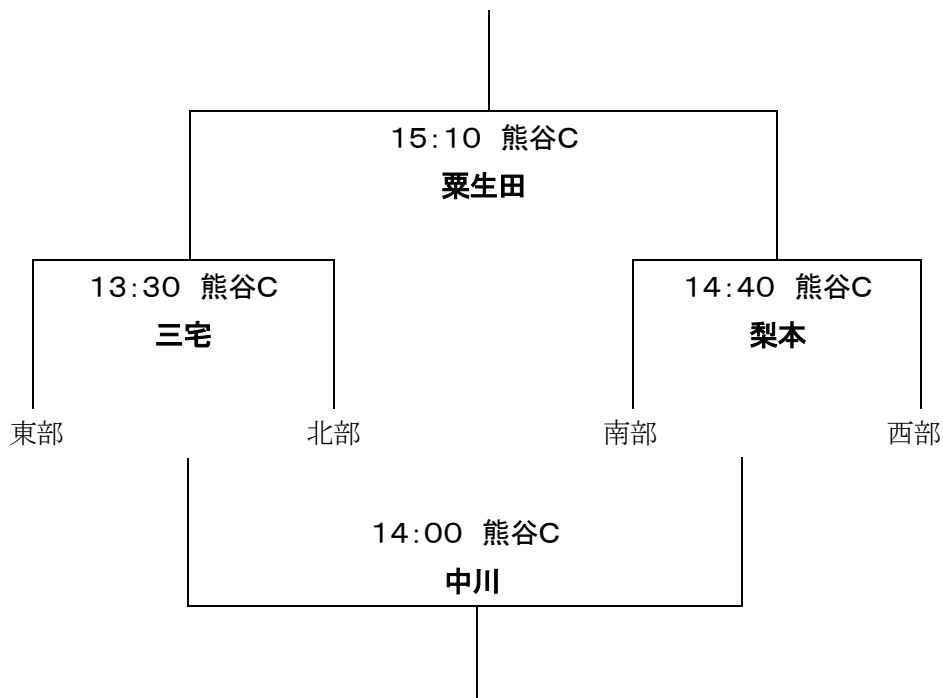 15:10 熊谷C
粟生田
13:30 熊谷C
三宅
14:40 熊谷C
梨本
東部
北部
南部
西部
14:00 熊谷C
中川